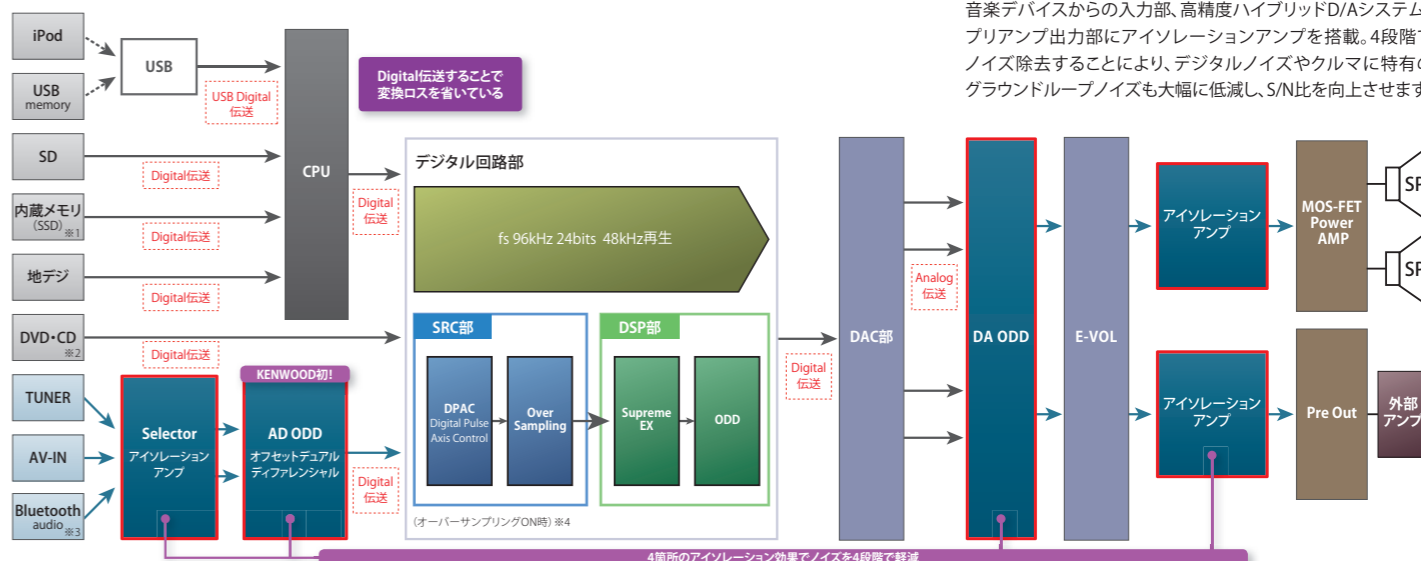 音楽デバイスからの入力部、高精度ハイブリッドD/Aシステム
プリアンプ出力部にアイソレーションアンプを搭載。4段階で
ノイズ除去することにより、デジタルノイズやクルマに特有の
グラウンドループノイズも大幅に低減し、S/N比を向上させます
iPod
USB
memory
USB
USB Digital
伝送
SD
Digital伝送
内蔵メモリ
(SSD) ※1
Digital伝送
地デジ
Digital伝送
DVD・CD
※2
Digital伝送
TUNER
AV-IN
Bluetooth
audio ※3
CPU
Digital伝送することで
変換ロスを省いている
Digital
伝送
KENWOOD初!
Selector
アイソレーション
アンプ
AD ODD
オフセットデュアル
ディファレンシャル
Digital
伝送
デジタル回路部
fs 96kHz 24bits 48kHz再生
SRC部
DPAC
Digital Pulse
Axis Control
Over
Sampling
DSP部
Supreme
EX
ODD
(オーバーサンプリングON時) ※4
Digital
伝送
DAC部
Analog
伝送
DA ODD
E-VOL
アイソレーション
アンプ
MOS-FET
Power
AMP
SP
SP
アイソレーション
アンプ
Pre Out
外部
アンプ
4箇所のアイソレーション効果でノイズを4段階で軽減